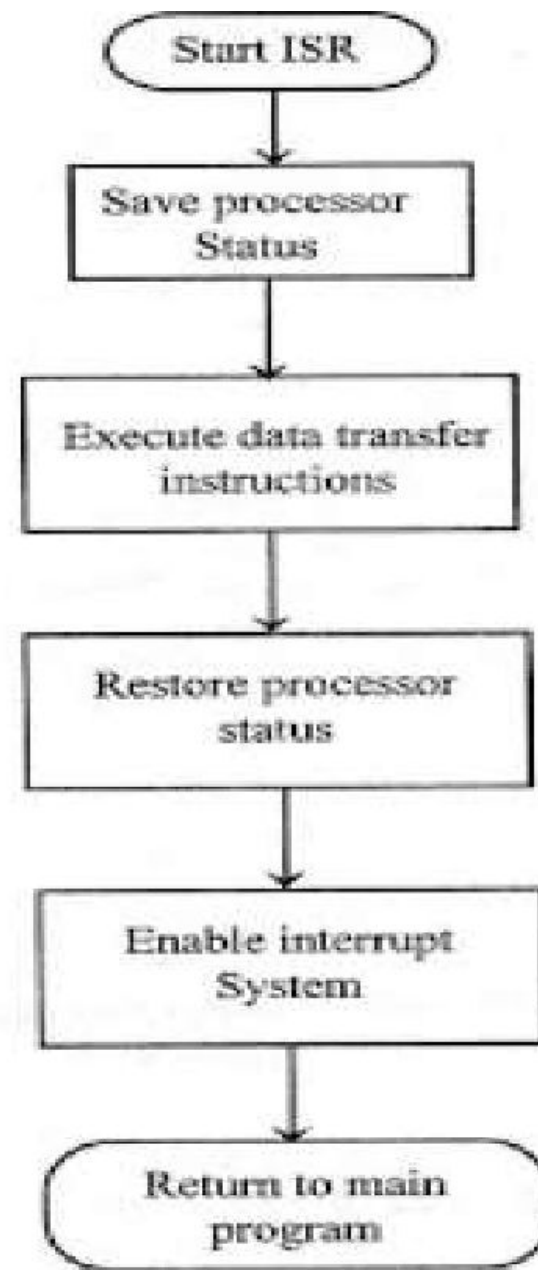 Start ISR
Save processor
Status
Execute data transfer
instructions
Restore processor
status
Enable interrupt
System
Return to main
program